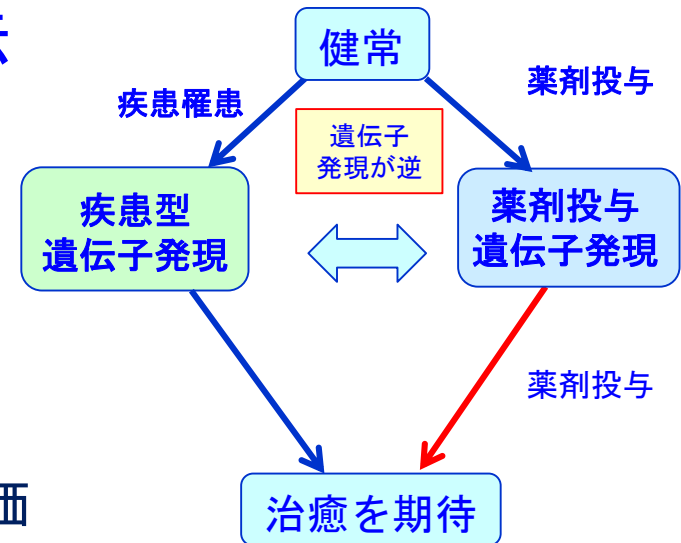 法
健常
疾患罹患
薬剤投与
遺伝子
発現が逆
疾患型
遺伝子発現
薬剤投与
遺伝子発現
薬剤投与
価
治癒を期待